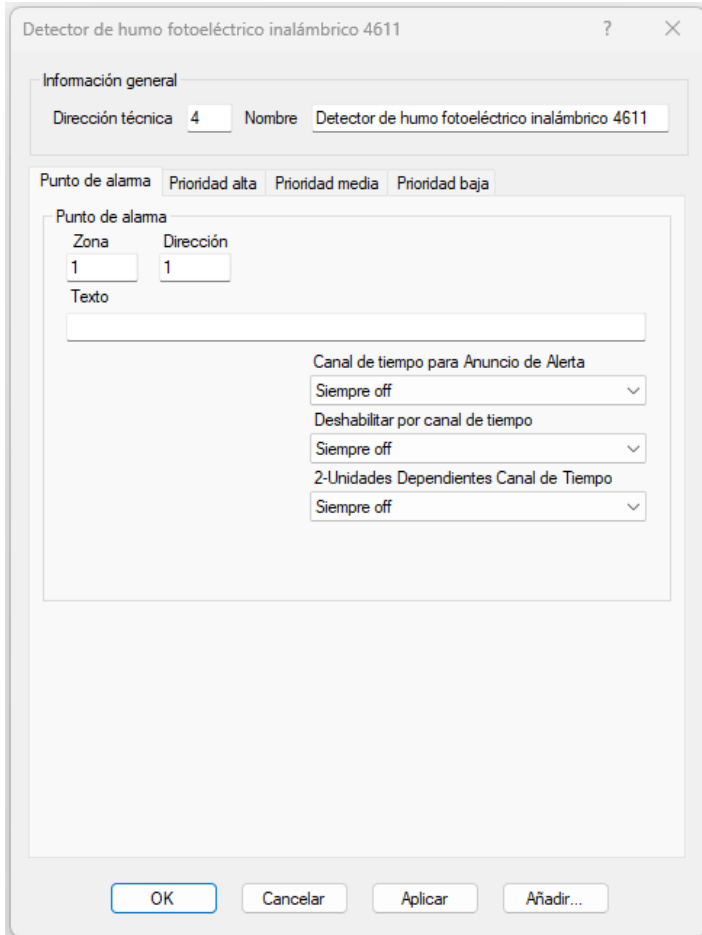 Detector de humo fotoeléctrico inalámbrico 4611 ?
Información general
Dirección técnica 4 Nombre Detector de humo fotoeléctrico inalámbrico 4611
Punto de alarma Prioridad alta Prioridad media Prioridad baja
Punto de alarma
Zona Dirección
1 1
Texto
Canal de tiempo para Anuncio de Alerta
Siempre off
Deshabilitar por canal de tiempo
Siempre off
2-Unidades Dependientes Canal de Tiempo
Siempre off
OK Cancelar Aplicar Añadir...